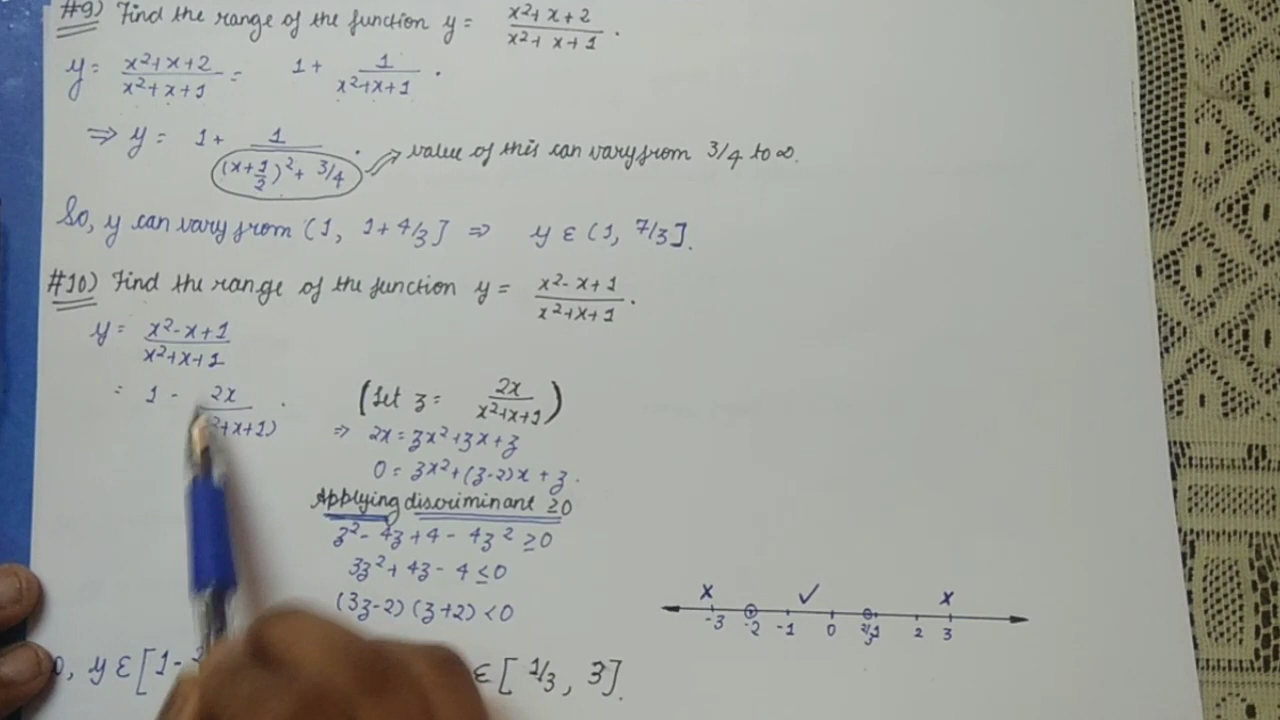 #9) Find the range of the function y = x²+x+2 / x²+x+1 .
y = x²+x+2 / x²+x+1 = 1 + 1 / x²+x+1 .
⇒ y = 1 + 1 / (x+1/2)² + 3/4 . value of this can vary from 3/4 to ∞.
So, y can vary from (1, 1+4/3] ⇒ y ε (1, 7/3].
#10) Find the range of the function y = x²-x+1 / x²+x+1 .
y = x²-x+1 / x²+x+1
= 1 - 2x / ²+x+1) . (Let z = 2x / x²+x+1)
⇒ 2x = zx²+zx+z
0 = zx²+(z-2)x + z.
Applying discriminant ≥0
z² - 4z + 4 - 4z² ≥0
3z² + 4z - 4 ≤0
(3z-2)(z+2) <0
x ✓ x
-3 -2 -1 0 2/3 1 2 3
, y ε [1- ε [1/3, 3].